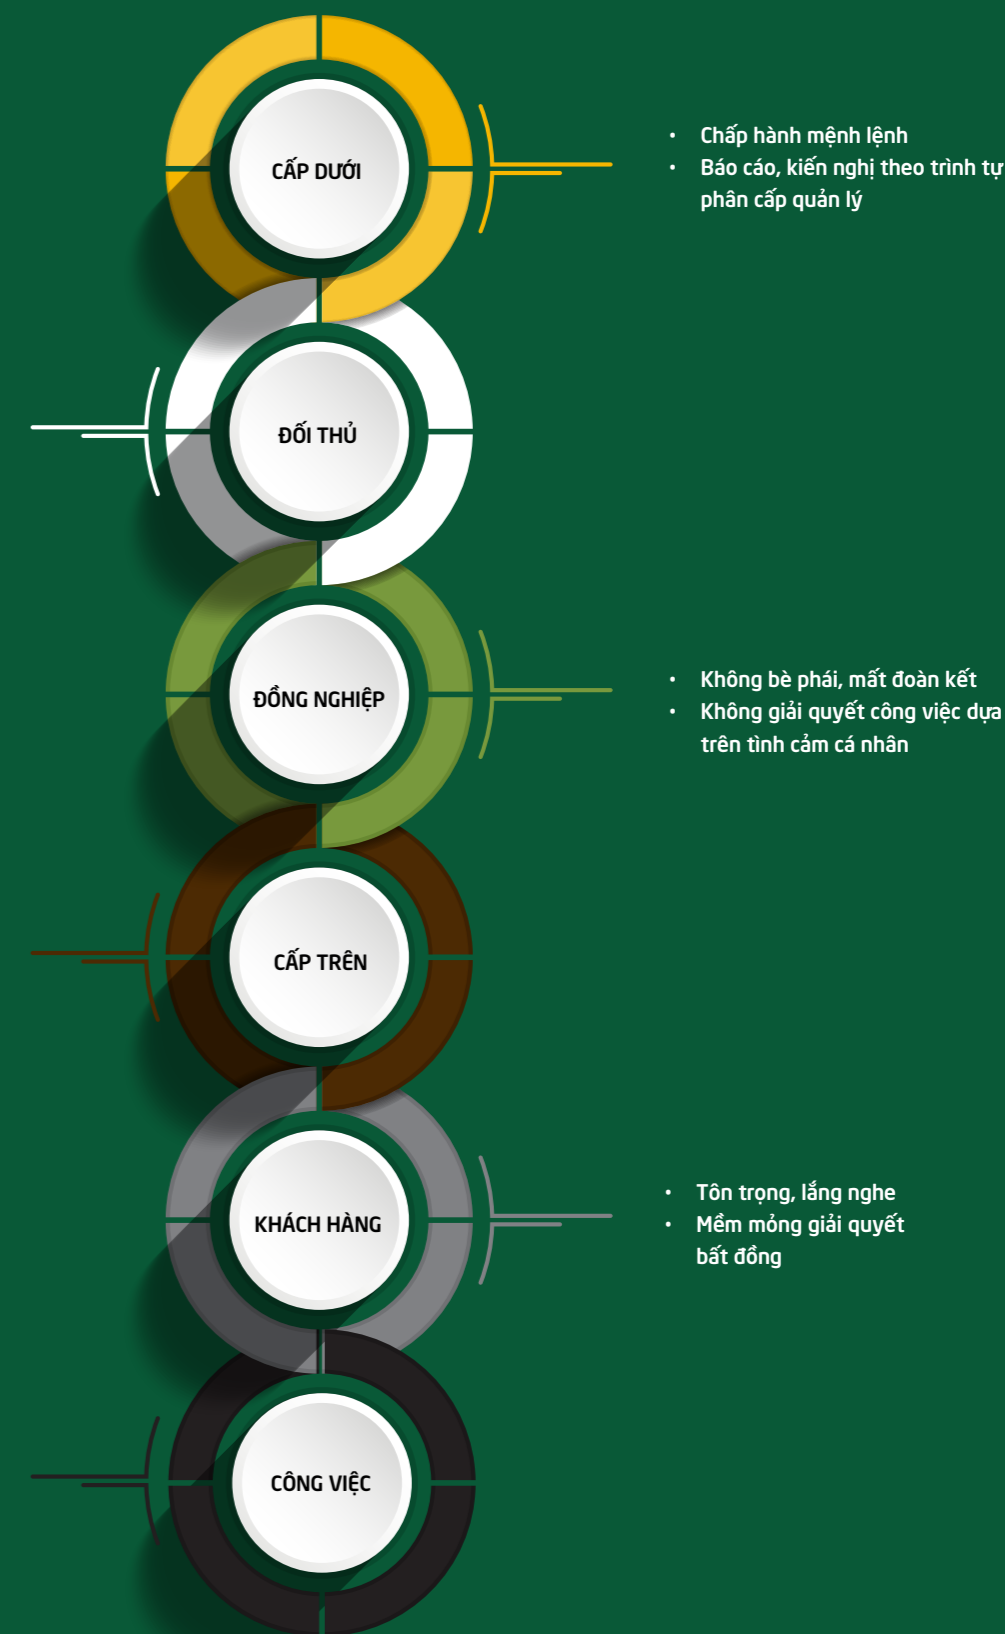 CẤP DƯỚI
• Chấp hành mệnh lệnh
• Báo cáo, kiến nghị theo trình tự
phân cấp quản lý
ĐỐI THỦ
ĐỒNG NGHIỆP
• Không bè phái, mất đoàn kết
• Không giải quyết công việc dựa
trên tình cảm cá nhân
CẤP TRÊN
KHÁCH HÀNG
• Tôn trọng, lắng nghe
• Mềm mỏng giải quyết
bất đồng
CÔNG VIỆC